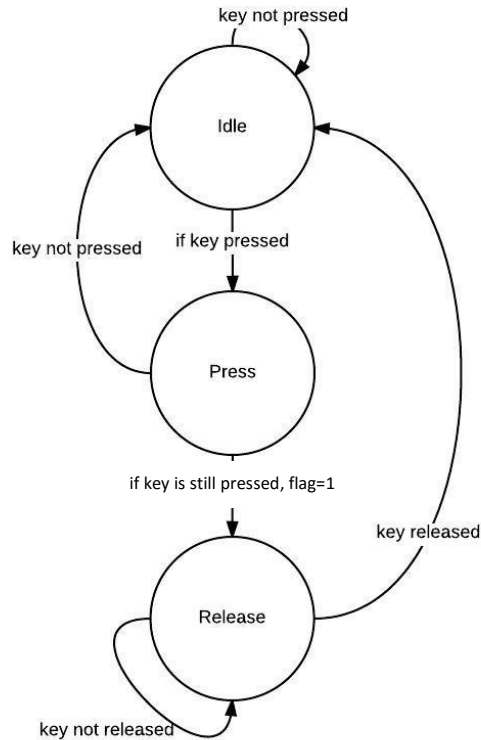 key not pressed
Idle
key not pressed
if key pressed
Press
if key is still pressed, flag=1
key released
Release
key not released